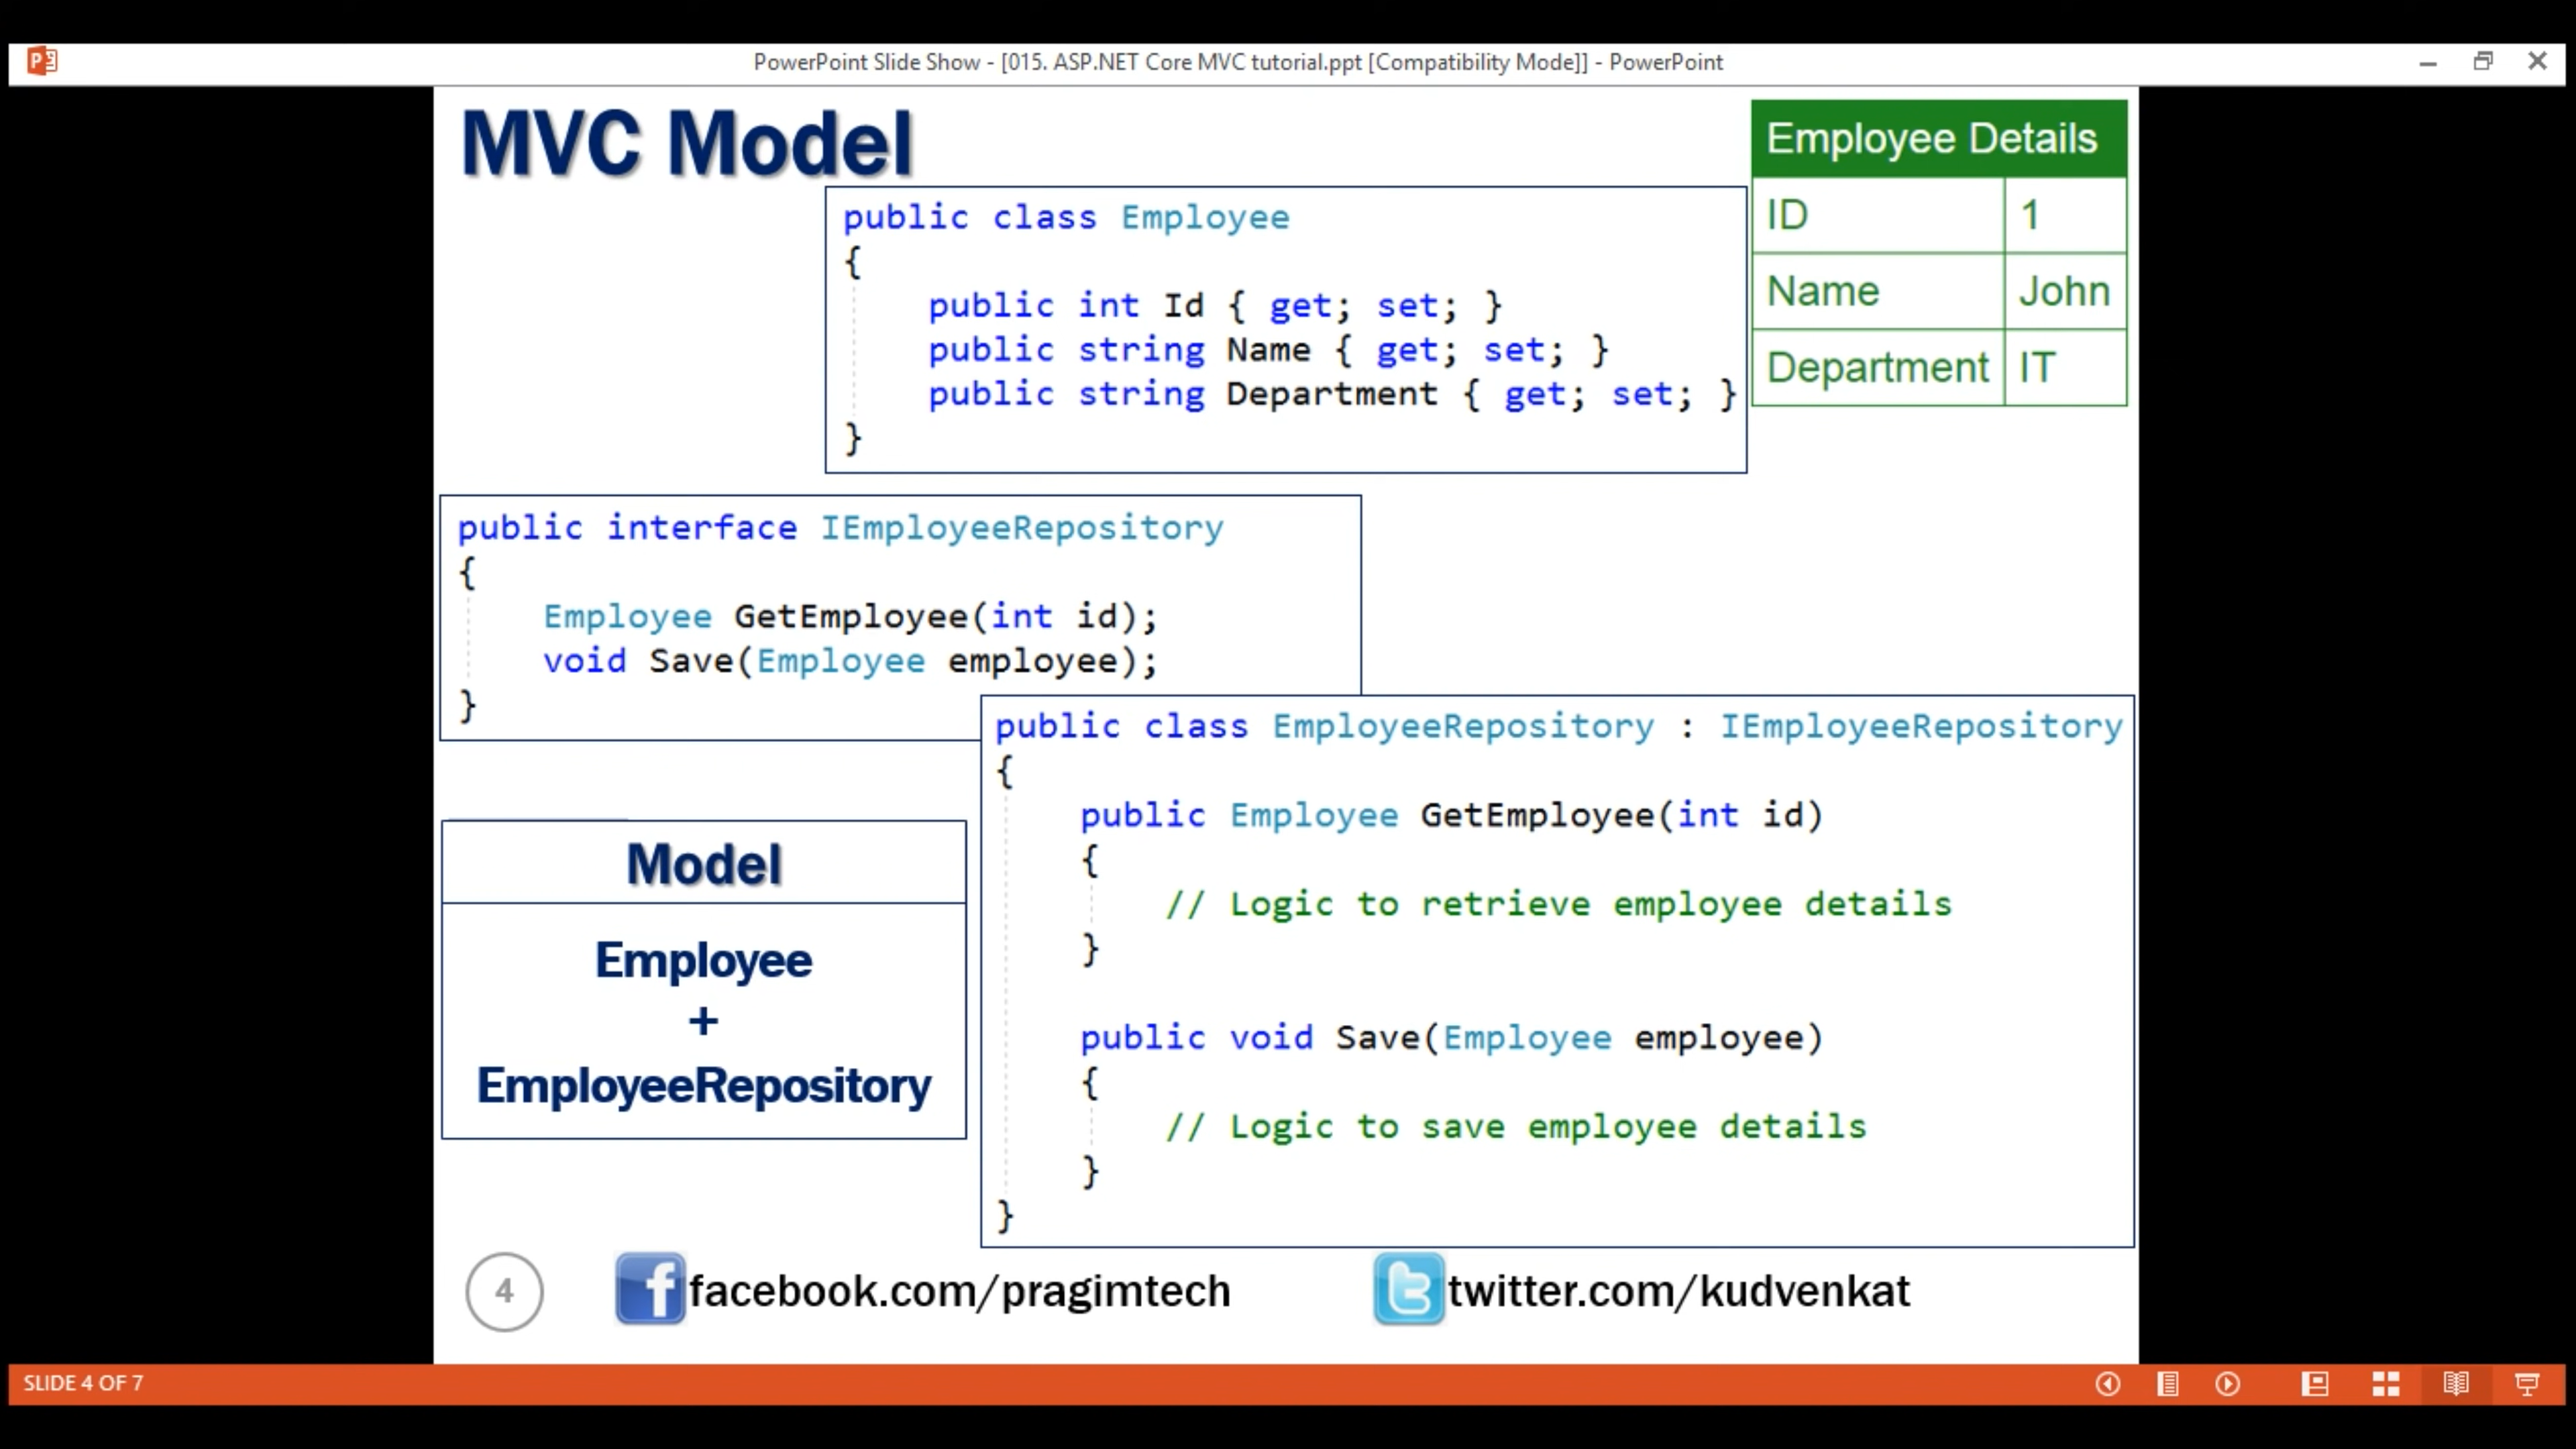 PowerPoint Slide Show - [015. ASP.NET Core MVC tutorial.ppt [Compatibility Mode]] - PowerPoint
MVC Model
public class Employee
{
    public int Id { get; set; }
    public string Name { get; set; }
    public string Department { get; set; }
}
Employee Details
ID 1
Name John
Department IT
public interface IEmployeeRepository
{
    Employee GetEmployee(int id);
    void Save(Employee employee);
}
public class EmployeeRepository : IEmployeeRepository
{
    public Employee GetEmployee(int id)
    {
        // Logic to retrieve employee details
    }
    public void Save(Employee employee)
    {
        // Logic to save employee details
    }
}
Model
Employee
+
EmployeeRepository
4
facebook.com/pragimtech
twitter.com/kudvenkat
SLIDE 4 OF 7